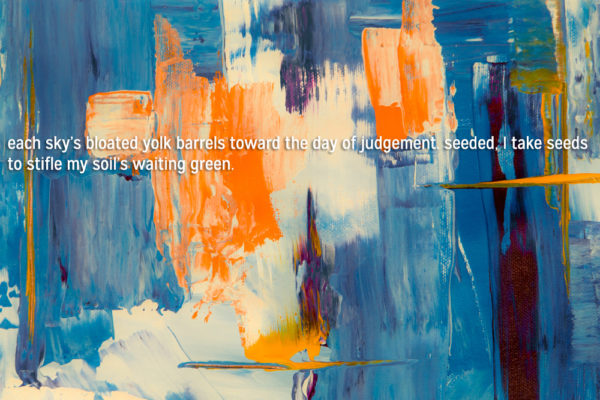 each sky's bloated yolk barrels toward the day of judgement. seeded, I take seeds
to stifle my soil's waiting green.